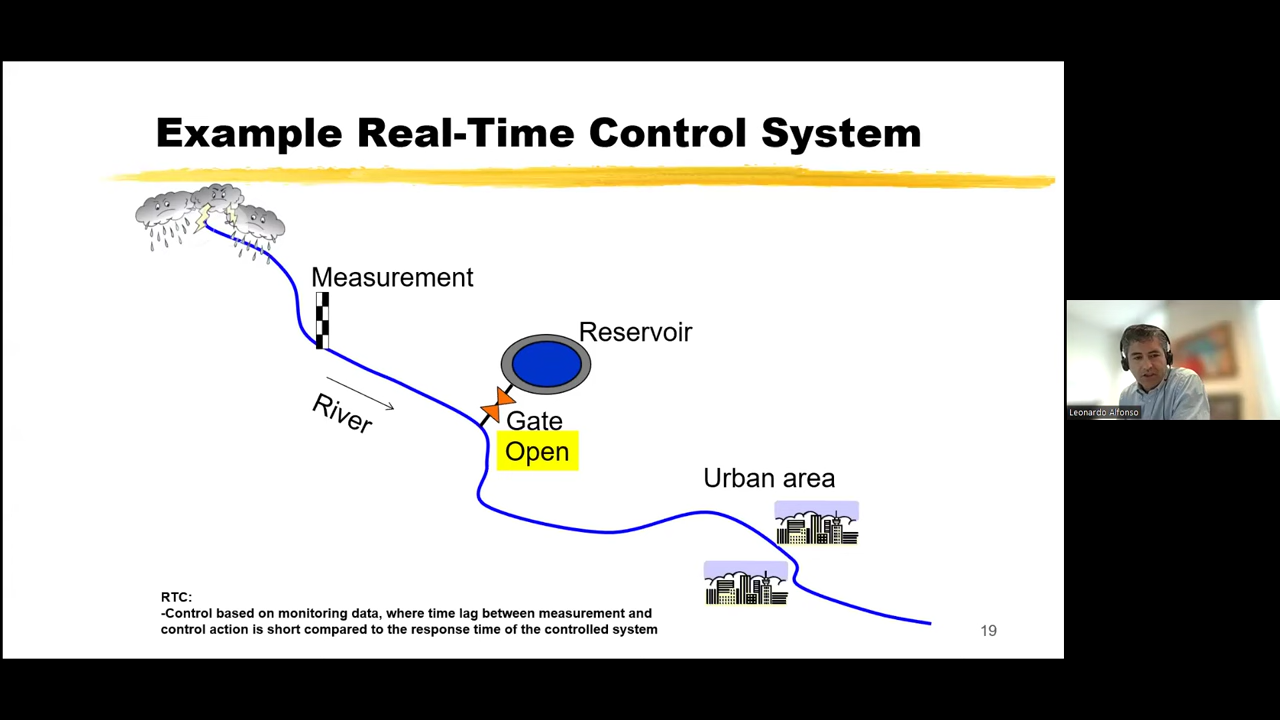 Example Real-Time Control System
Measurement
Reservoir
River
Gate
Open
Urban area
RTC:
-Control based on monitoring data, where time lag between measurement and
control action is short compared to the response time of the controlled system
19
Leonardo Alfonso